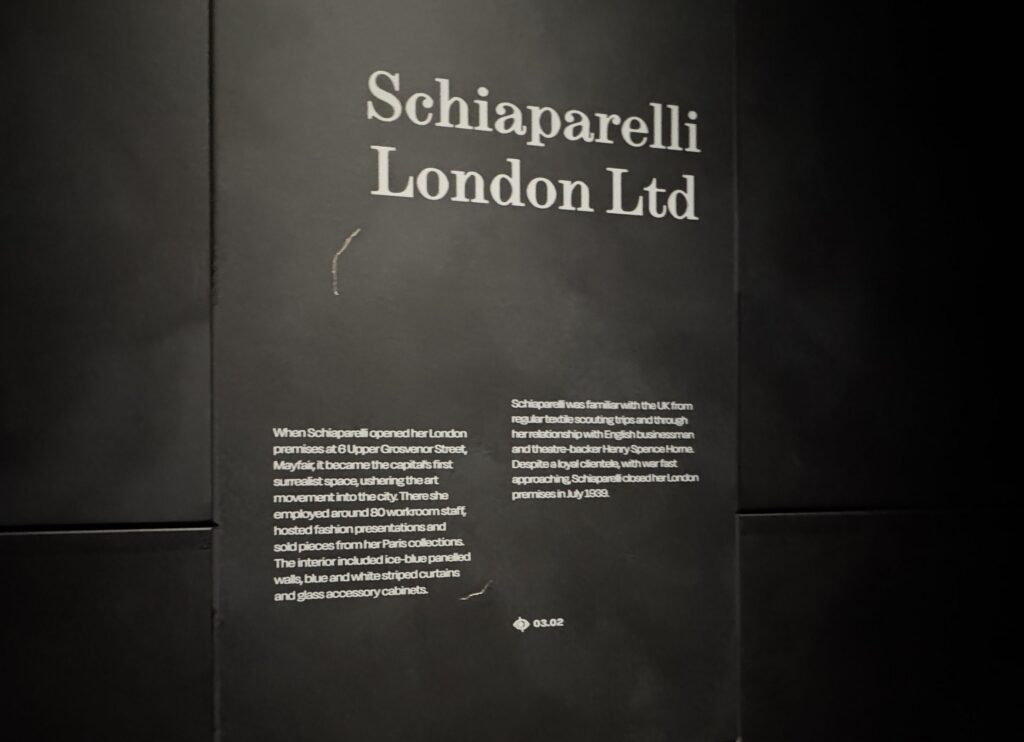 Schiaparelli
London Ltd
When Schiaparelli opened her London
premises at 6 Upper Grosvenor Street,
Mayfair, it became the capital's first
surrealist space, ushering the art
movement into the city. There she
employed around 80 workroom staff,
hosted fashion presentations and
sold pieces from her Paris collections.
The interior included ice-blue panelled
walls, blue and white striped curtains
and glass accessory cabinets.
Schiaparelli was familiar with the UK from
regular textile scouting trips and through
her relationship with English businessman
and theatre-backer Henry Spence Horne.
Despite a loyal clientele, with war fast
approaching, Schiaparelli closed her London
premises in July 1939.
03.02